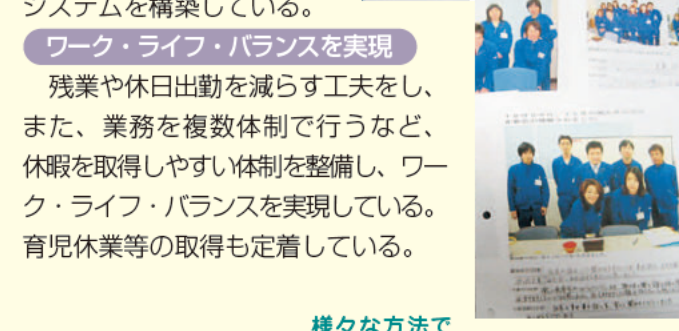 システムを構築している。
ワーク・ライフ・バランスを実現
残業や休日出勤を減らす工夫をし、
また、業務を複数体制で行うなど、
休暇を取得しやすい体制を整備し、ワー
ク・ライフ・バランスを実現している。
育児休業等の取得も定着している。
様々な方法で